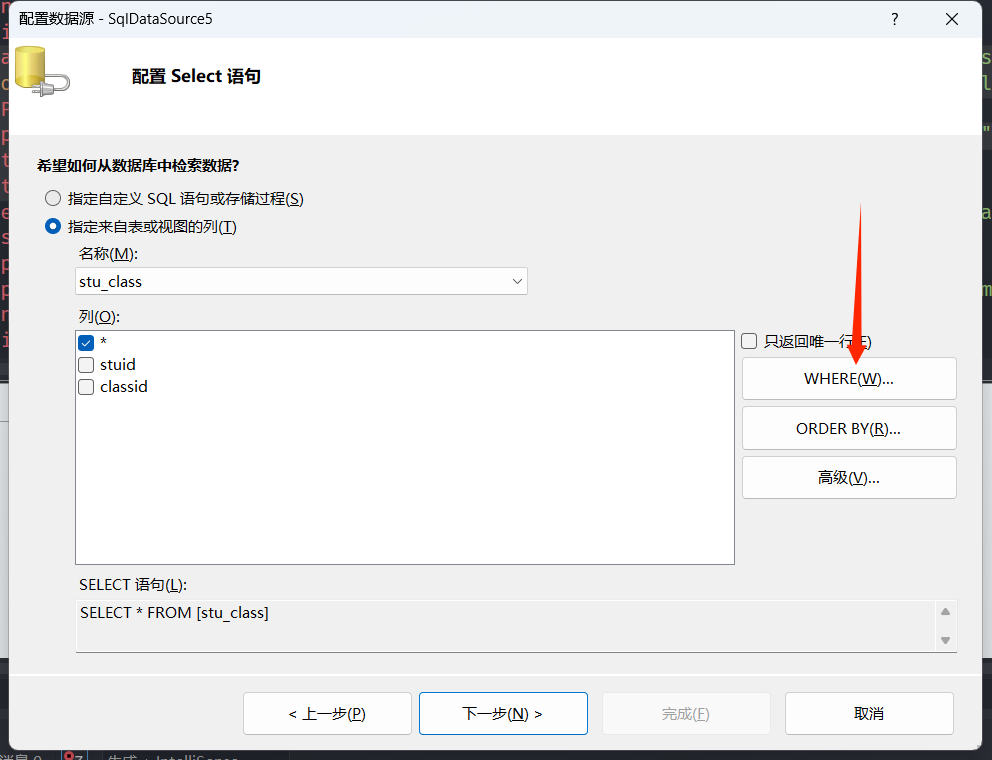 配置数据源 - SqlDataSource5
?
配置 Select 语句
希望如何从数据库中检索数据?
指定自定义 SQL 语句或存储过程(S)
指定来自表或视图的列(T)
名称(M):
stu_class
列(O):
*
stuid
classid
只返回唯一行(E)
WHERE(W)...
ORDER BY(R)...
高级(V)...
SELECT 语句(L):
SELECT * FROM [stu_class]
< 上一步(P)
下一步(N) >
完成(F)
取消